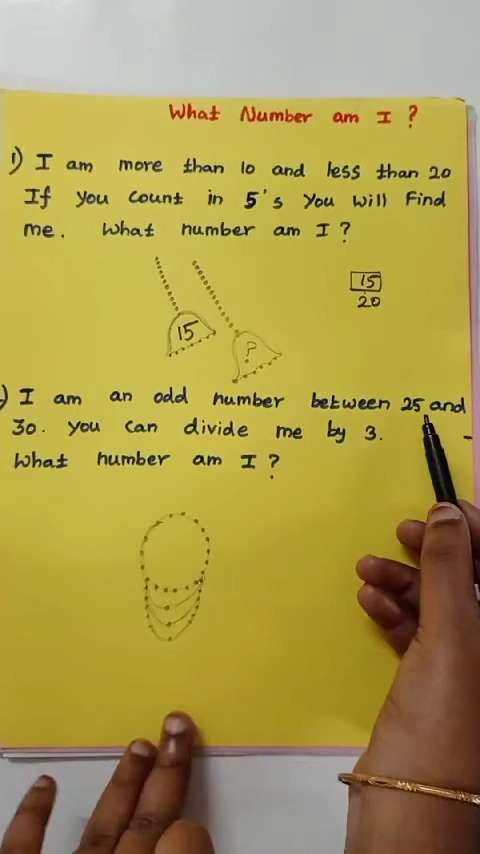 What Number am I ?
1) I am more than 10 and less than 20
If you count in 5's you will Find
me. What number am I ?
15
20
15
?
) I am an odd number between 25 and
30. you can divide me by 3.
What number am I ?